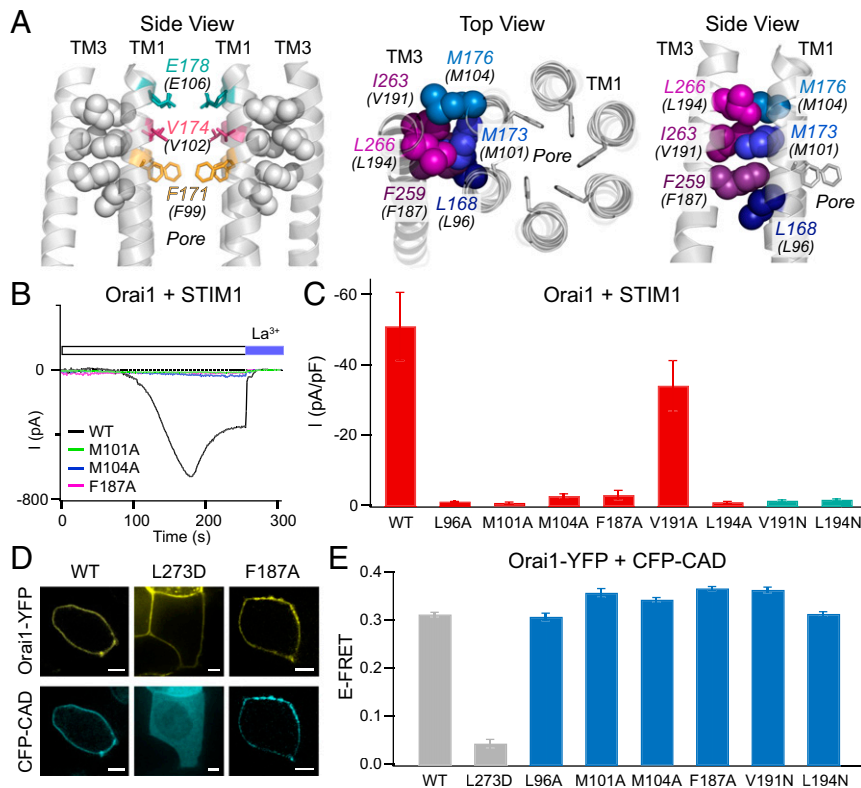 A
Side View
TM3 TM1 TM1 TM3
E178
(E106)
V174
(V102)
F171
(F99)
Pore
Top View
TM3
M176
(M104)
I263
(V191)
TM1
L266
(L194)
M173
(M101)
Pore
F259
(F187)
L168
(L96)
Side View
TM3 TM1
L266
(L194)
M176
(M104)
I263
(V191)
M173
(M101)
F259
(F187)
Pore
L168
(L96)
B
Orai1 + STIM1
La3+
0
I (pA)
-800
WT
M101A
M104A
F187A
0 100 200 300
Time (s)
C
Orai1 + STIM1
I (pA/pF)
-60
-40
-20
0
WT L96A M101A M104A F187A V191A L194A V191N L194N
D
WT L273D F187A
Orai1-YFP
CFP-CAD
E
Orai1-YFP + CFP-CAD
E-FRET
0.4
0.3
0.2
0.1
0.0
WT L273D L96A M101A M104A F187A V191N L194N